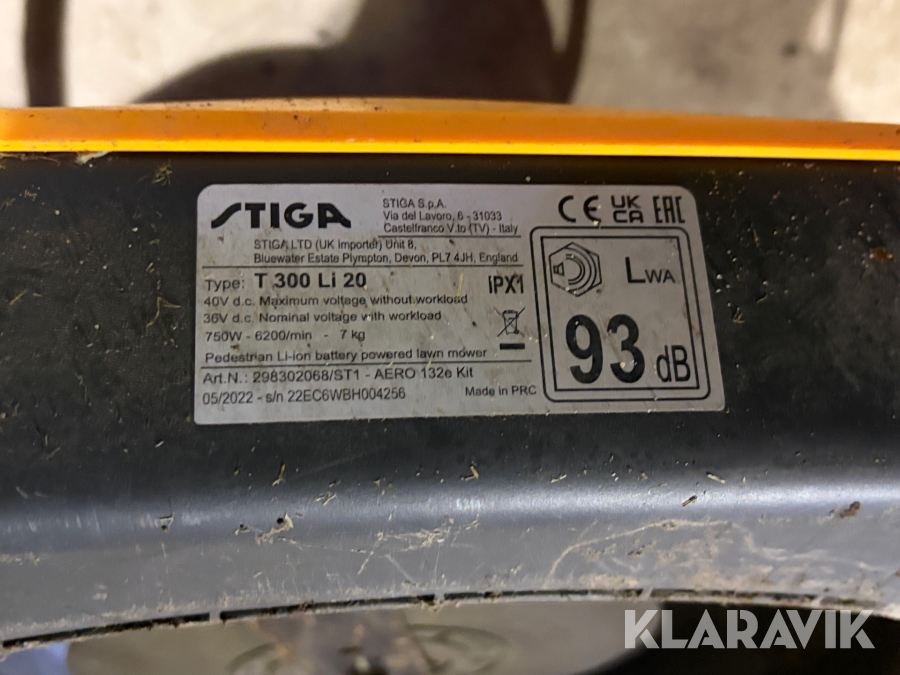 STIGA
STIGA S.p.A.
Via del Lavoro, 6 - 31033
Castelfranco V.to (TV) - Italy
STIGA LTD (UK Importer) Unit 8,
Bluewater Estate Plympton, Devon, PL7 4JH, England
CE UK CA EAC
Type: T 300 Li 20
IPX1
40V d.c. Maximum voltage without workload
36V d.c. Nominal voltage with workload
750W - 6200/min - 7 kg
Pedestrian Li-ion battery powered lawn mower
Art.N.: 298302068/ST1 - AERO 132e Kit
05/2022 - s/n 22EC6WBH004256
Made in PRC
LWA
93 dB
KLARAVIK